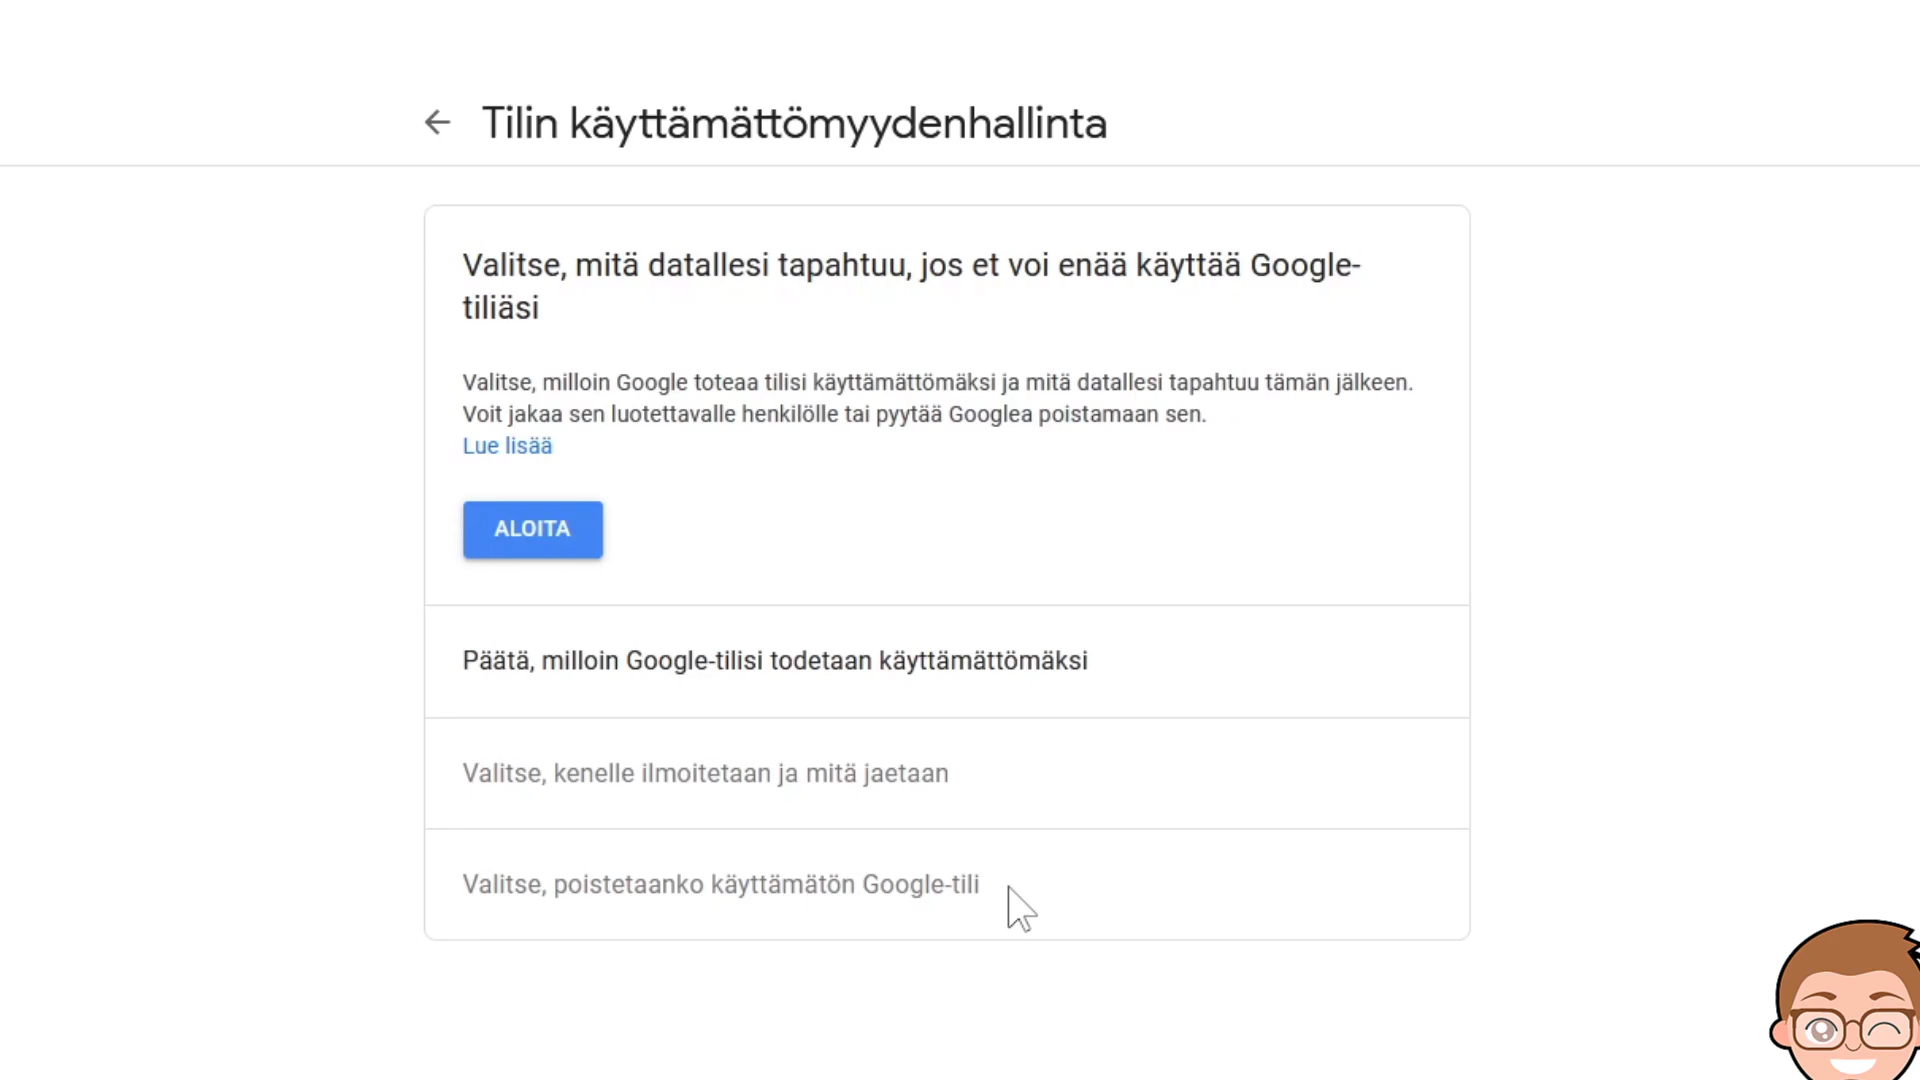 Tilin käyttämättömyydenhallinta
Valitse, mitä datallesi tapahtuu, jos et voi enää käyttää Google-
tiliäsi
Valitse, milloin Google toteaa tilisi käyttämättömäksi ja mitä datallesi tapahtuu tämän jälkeen.
Voit jakaa sen luotettavalle henkilölle tai pyytää Googlea poistamaan sen.
Lue lisää
ALOITA
Päätä, milloin Google-tilisi todetaan käyttämättömäksi
Valitse, kenelle ilmoitetaan ja mitä jaetaan
Valitse, poistetaanko käyttämätön Google-tili